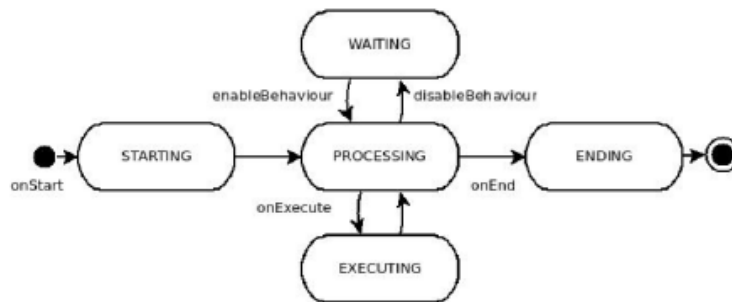 WAITING
enableBehaviour
disableBehaviour
STARTING
PROCESSING
ENDING
onStart
onExecute
onEnd
EXECUTING